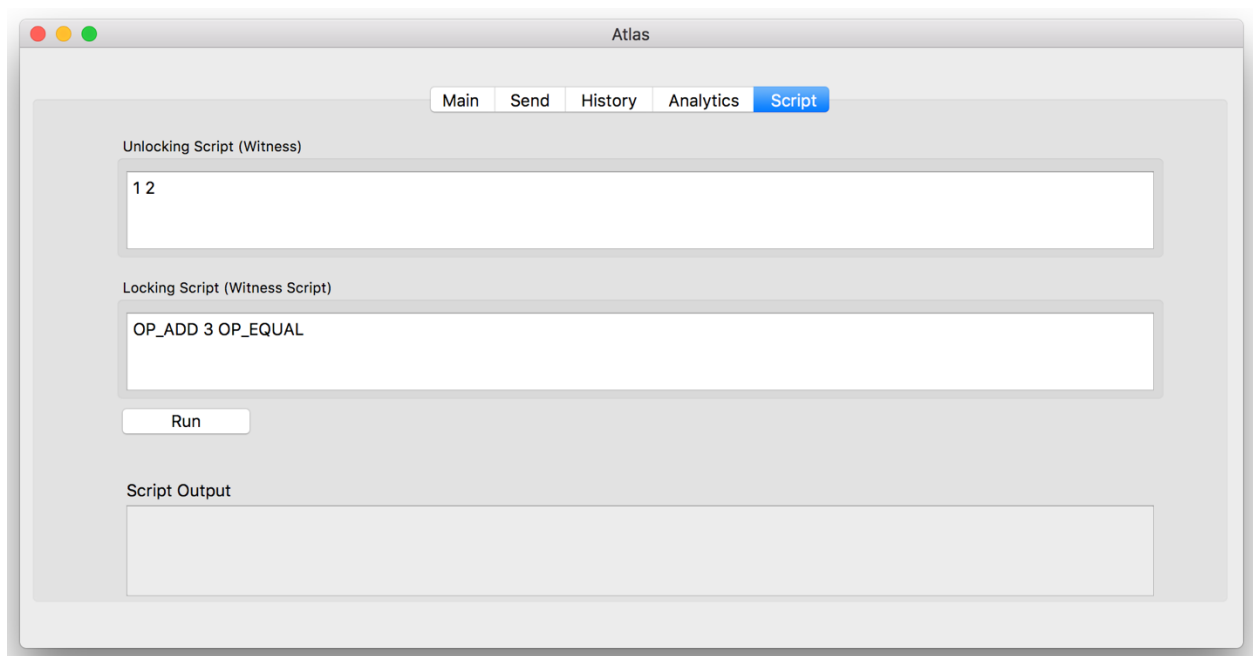 Atlas
Main Send History Analytics Script
Unlocking Script (Witness)
1 2
Locking Script (Witness Script)
OP_ADD 3 OP_EQUAL
Run
Script Output